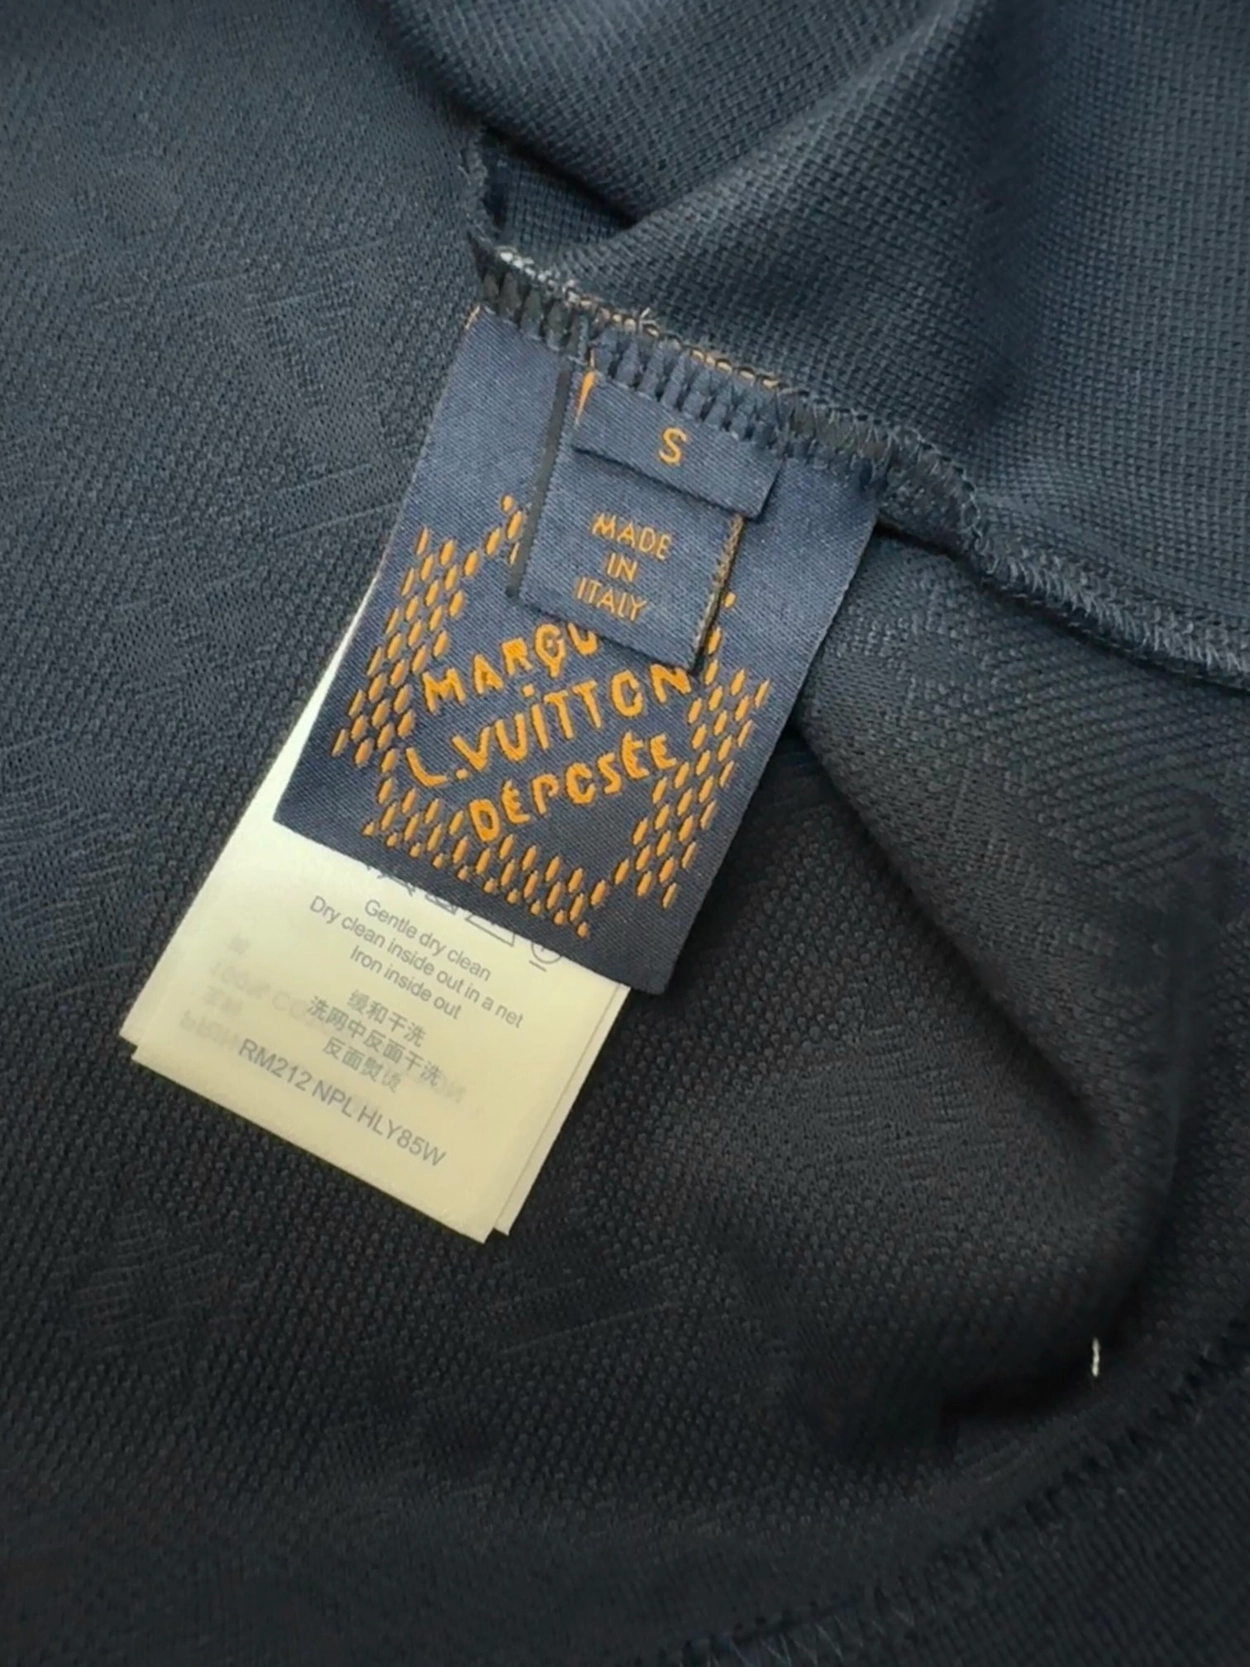 S
MADE
IN
ITALY
MARQU
L.VUITTON
DÉPOSÉE
Gentle dry clean
Dry clean inside out in a net
Iron inside out
缓和干洗
洗网中反面干洗
反面熨烫
RM212 NPL HLY85W